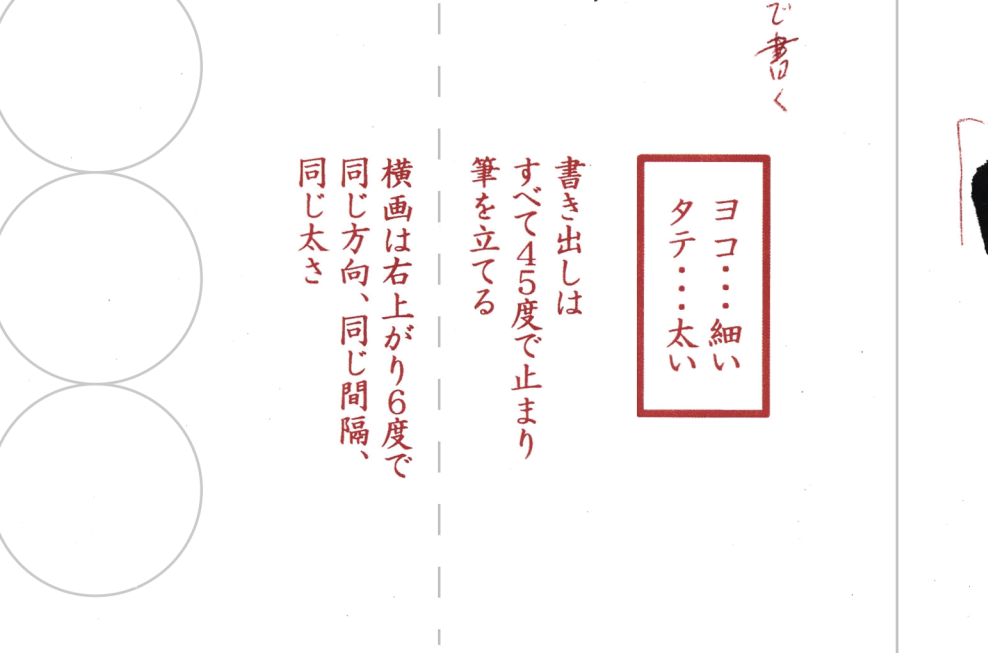 で書く
ヨコ・・・細い
タテ・・・太い
書き出しは
すべて45度で止まり
筆を立てる
横画は右上がり6度で
同じ方向、同じ間隔、
同じ太さ